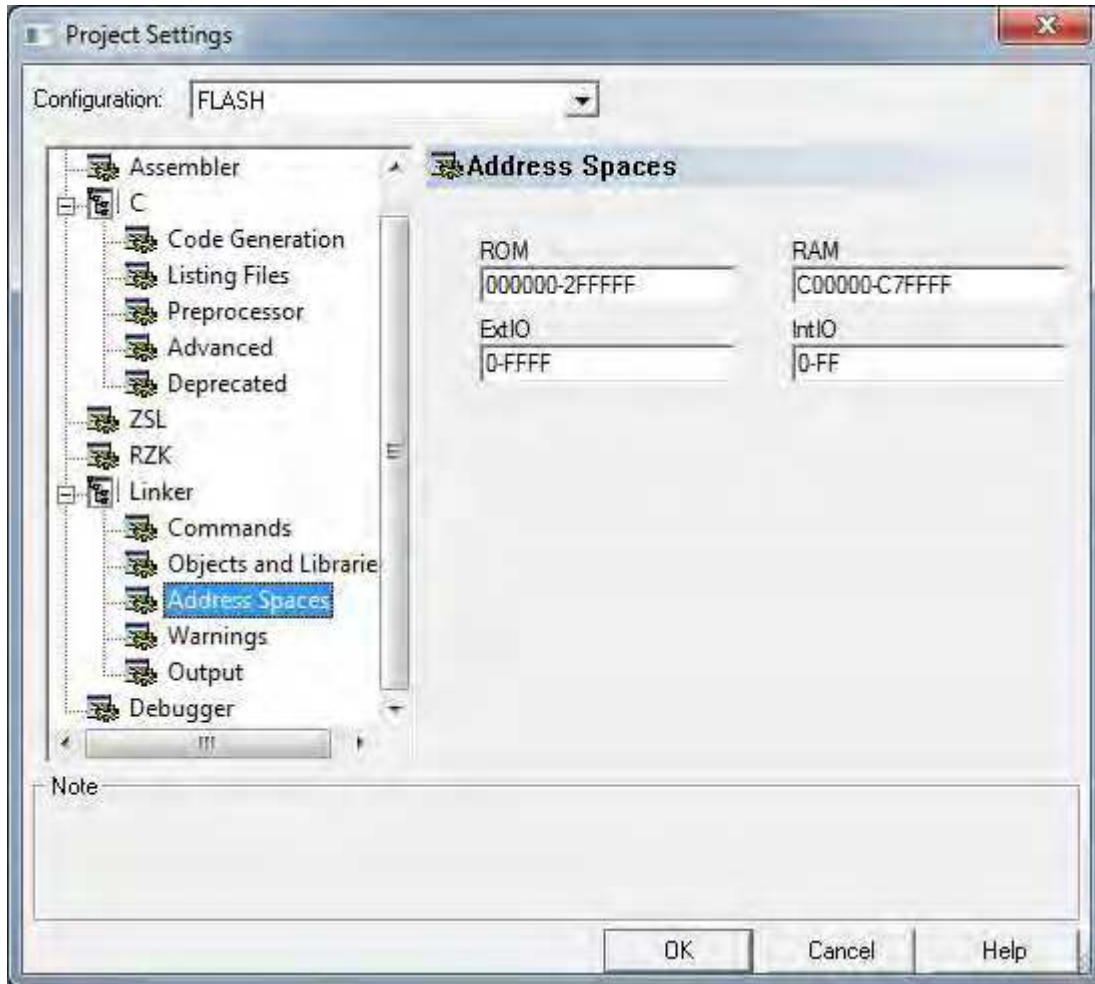 Project Settings
Configuration: FLASH
Assembler
C
Code Generation
Listing Files
Preprocessor
Advanced
Deprecated
ZSL
RZK
Linker
Commands
Objects and Librarie
Address Spaces
Warnings
Output
Debugger
Address Spaces
ROM RAM
000000-2FFFFF C00000-C7FFFF
ExtIO IntIO
0-FFFF 0-FF
Note
OK Cancel Help